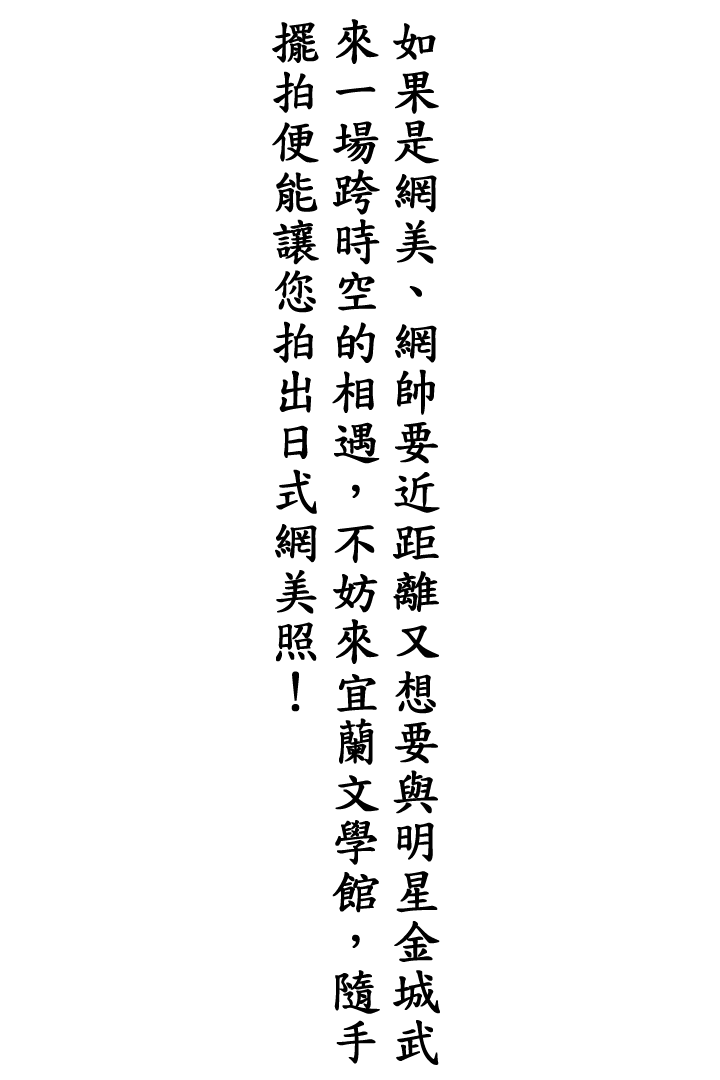 如果是網美、網帥要近距離又想要與明星金城武
來一場跨時空的相遇，不妨來宜蘭文學館，隨手
擺拍便能讓您拍出日式網美照！